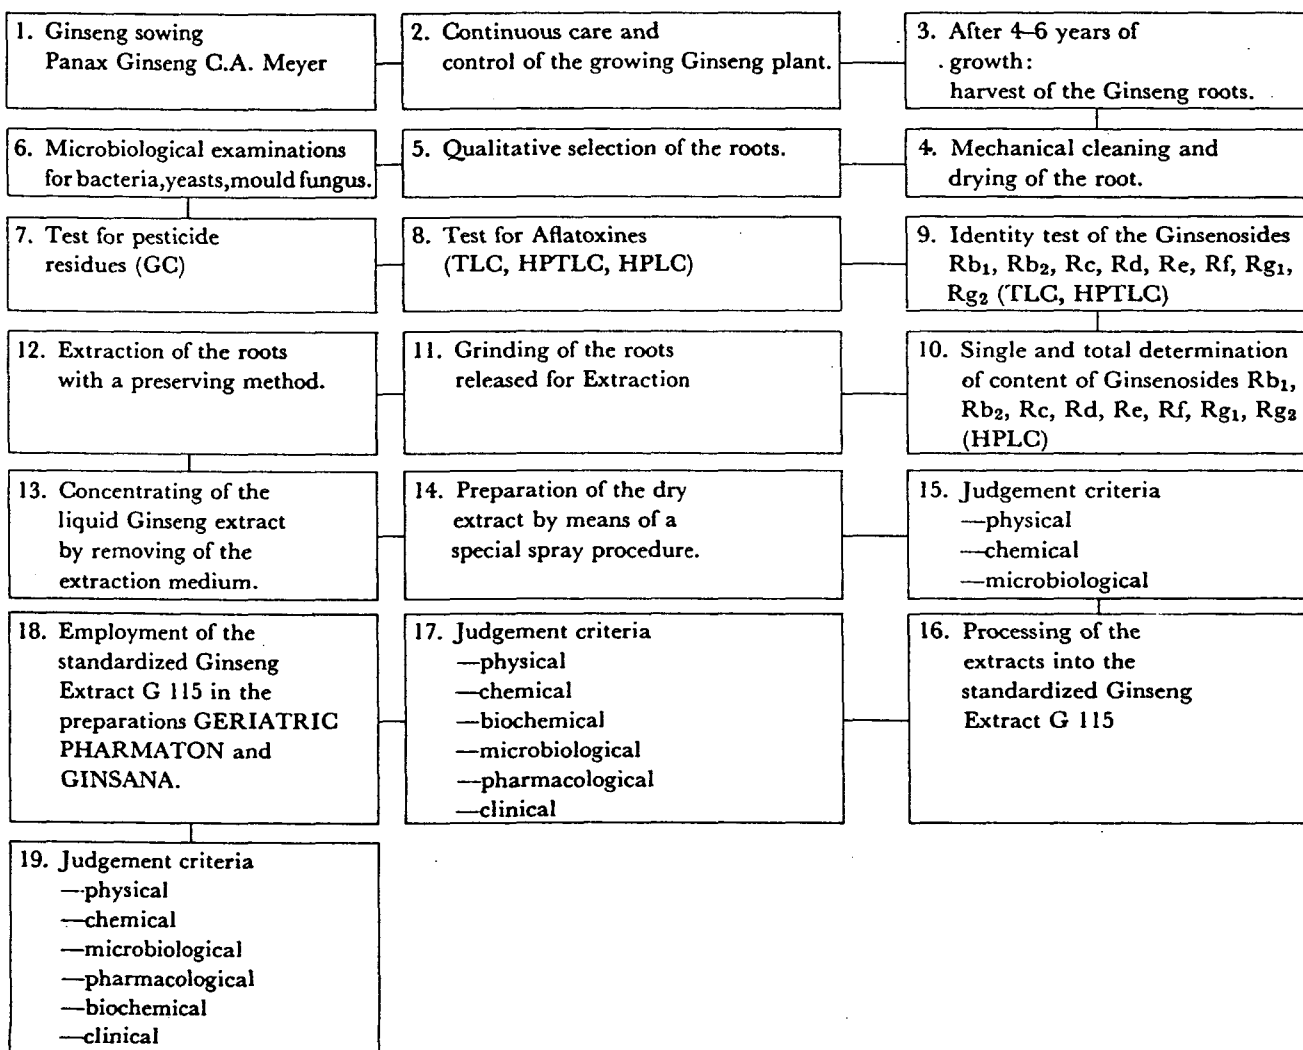 1. Ginseng sowing
Panax Ginseng C.A. Meyer
2. Continuous care and
control of the growing Ginseng plant.
3. After 4–6 years of
growth:
harvest of the Ginseng roots.
4. Mechanical cleaning and
drying of the root.
5. Qualitative selection of the roots.
6. Microbiological examinations
for bacteria,yeasts,mould fungus.
7. Test for pesticide
residues (GC)
8. Test for Aflatoxines
(TLC, HPTLC, HPLC)
9. Identity test of the Ginsenosides
Rb₁, Rb₂, Rc, Rd, Re, Rf, Rg₁,
Rg₂ (TLC, HPTLC)
10. Single and total determination
of content of Ginsenosides Rb₁,
Rb₂, Rc, Rd, Re, Rf, Rg₁, Rg₂
(HPLC)
11. Grinding of the roots
released for Extraction
12. Extraction of the roots
with a preserving method.
13. Concentrating of the
liquid Ginseng extract
by removing of the
extraction medium.
14. Preparation of the dry
extract by means of a
special spray procedure.
15. Judgement criteria
—physical
—chemical
—microbiological
16. Processing of the
extracts into the
standardized Ginseng
Extract G 115
17. Judgement criteria
—physical
—chemical
—biochemical
—microbiological
—pharmacological
—clinical
18. Employment of the
standardized Ginseng
Extract G 115 in the
preparations GERIATRIC
PHARMATON and
GINSANA.
19. Judgement criteria
—physical
—chemical
—microbiological
—pharmacological
—biochemical
—clinical